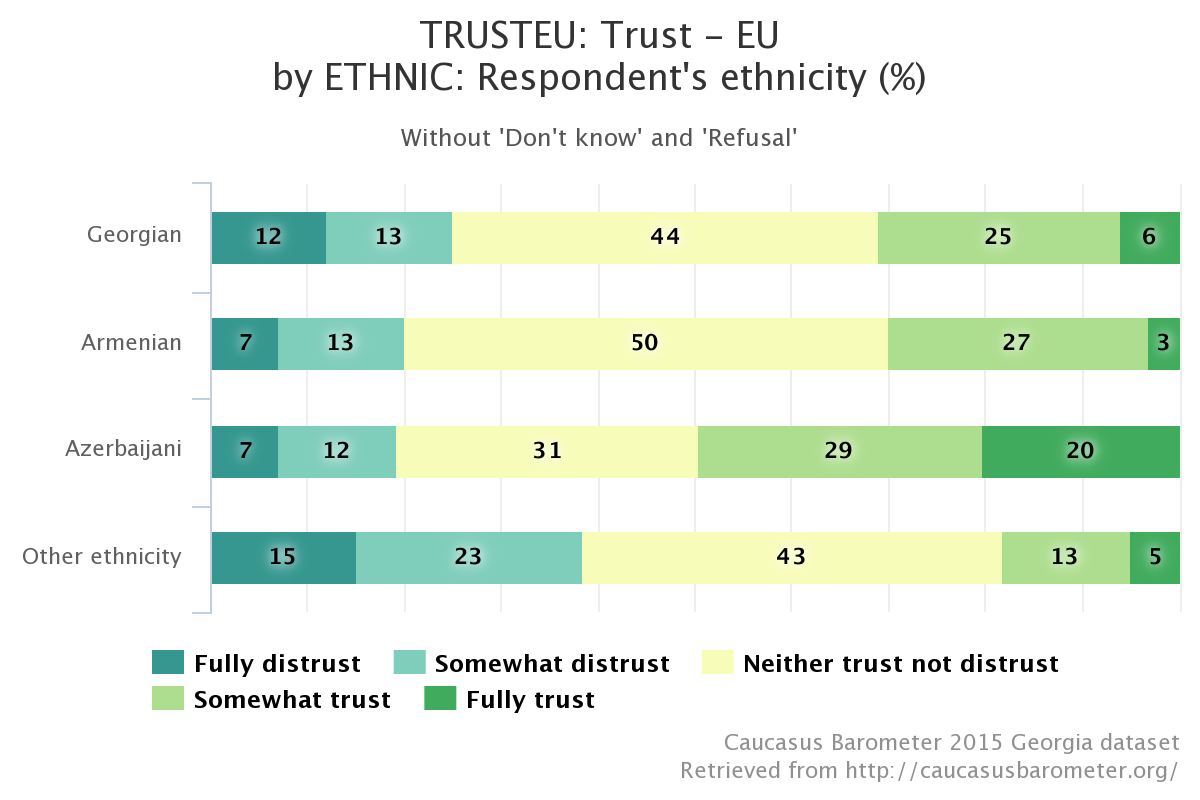 TRUSTEU: Trust – EU
by ETHNIC: Respondent's ethnicity (%)
Without 'Don't know' and 'Refusal'
Georgian 12 13 44 25 6
Armenian 7 13 50 27 3
Azerbaijani 7 12 31 29 20
Other ethnicity 15 23 43 13 5
Fully distrust Somewhat distrust Neither trust not distrust
Somewhat trust Fully trust
Caucasus Barometer 2015 Georgia dataset
Retrieved from http://caucasusbarometer.org/